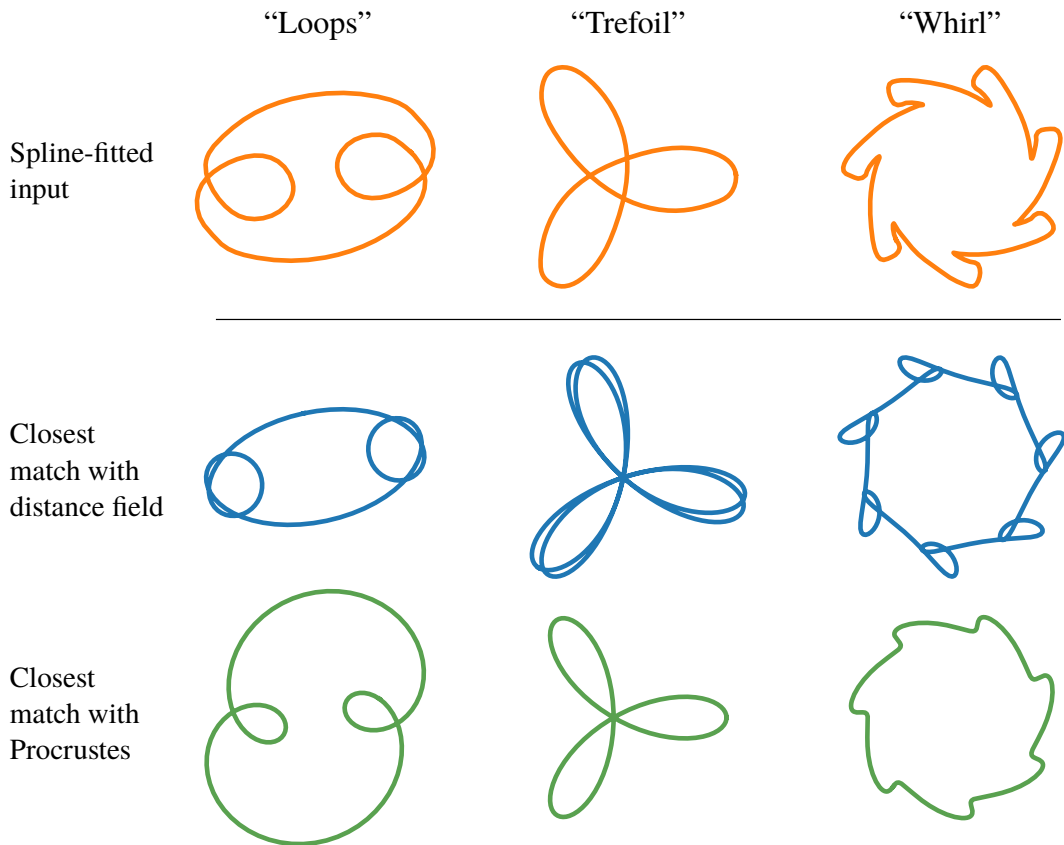 “Loops” “Trefoil” “Whirl”
Spline-fitted
input
Closest
match with
distance field
Closest
match with
Procrustes